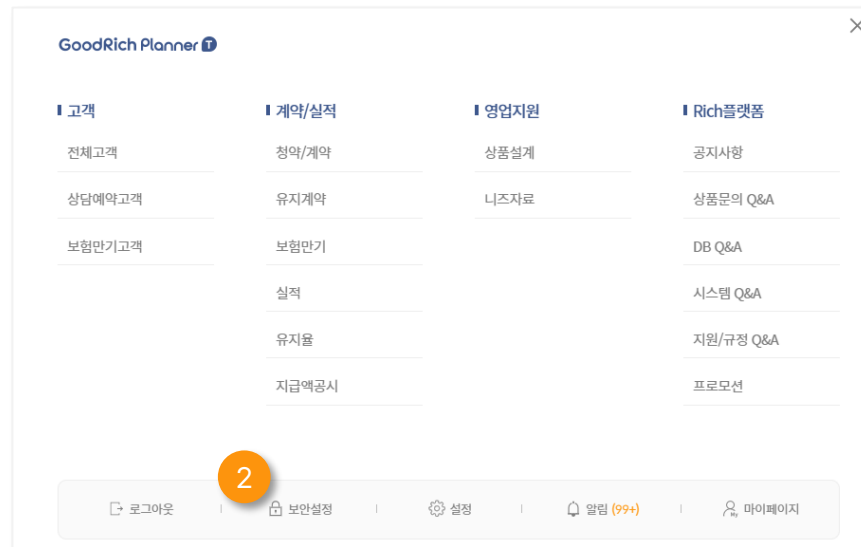 GoodRich Planner T
고객
전체고객
상담예약고객
보험만기고객
계약/실적
청약/계약
유지계약
보험만기
실적
유지율
지급액공시
영업지원
상품설계
니즈자료
Rich플랫폼
공지사항
상품문의 Q&A
DB Q&A
시스템 Q&A
지원/규정 Q&A
프로모션
2
로그아웃
보안설정
설정
알림 (99+)
My 마이페이지